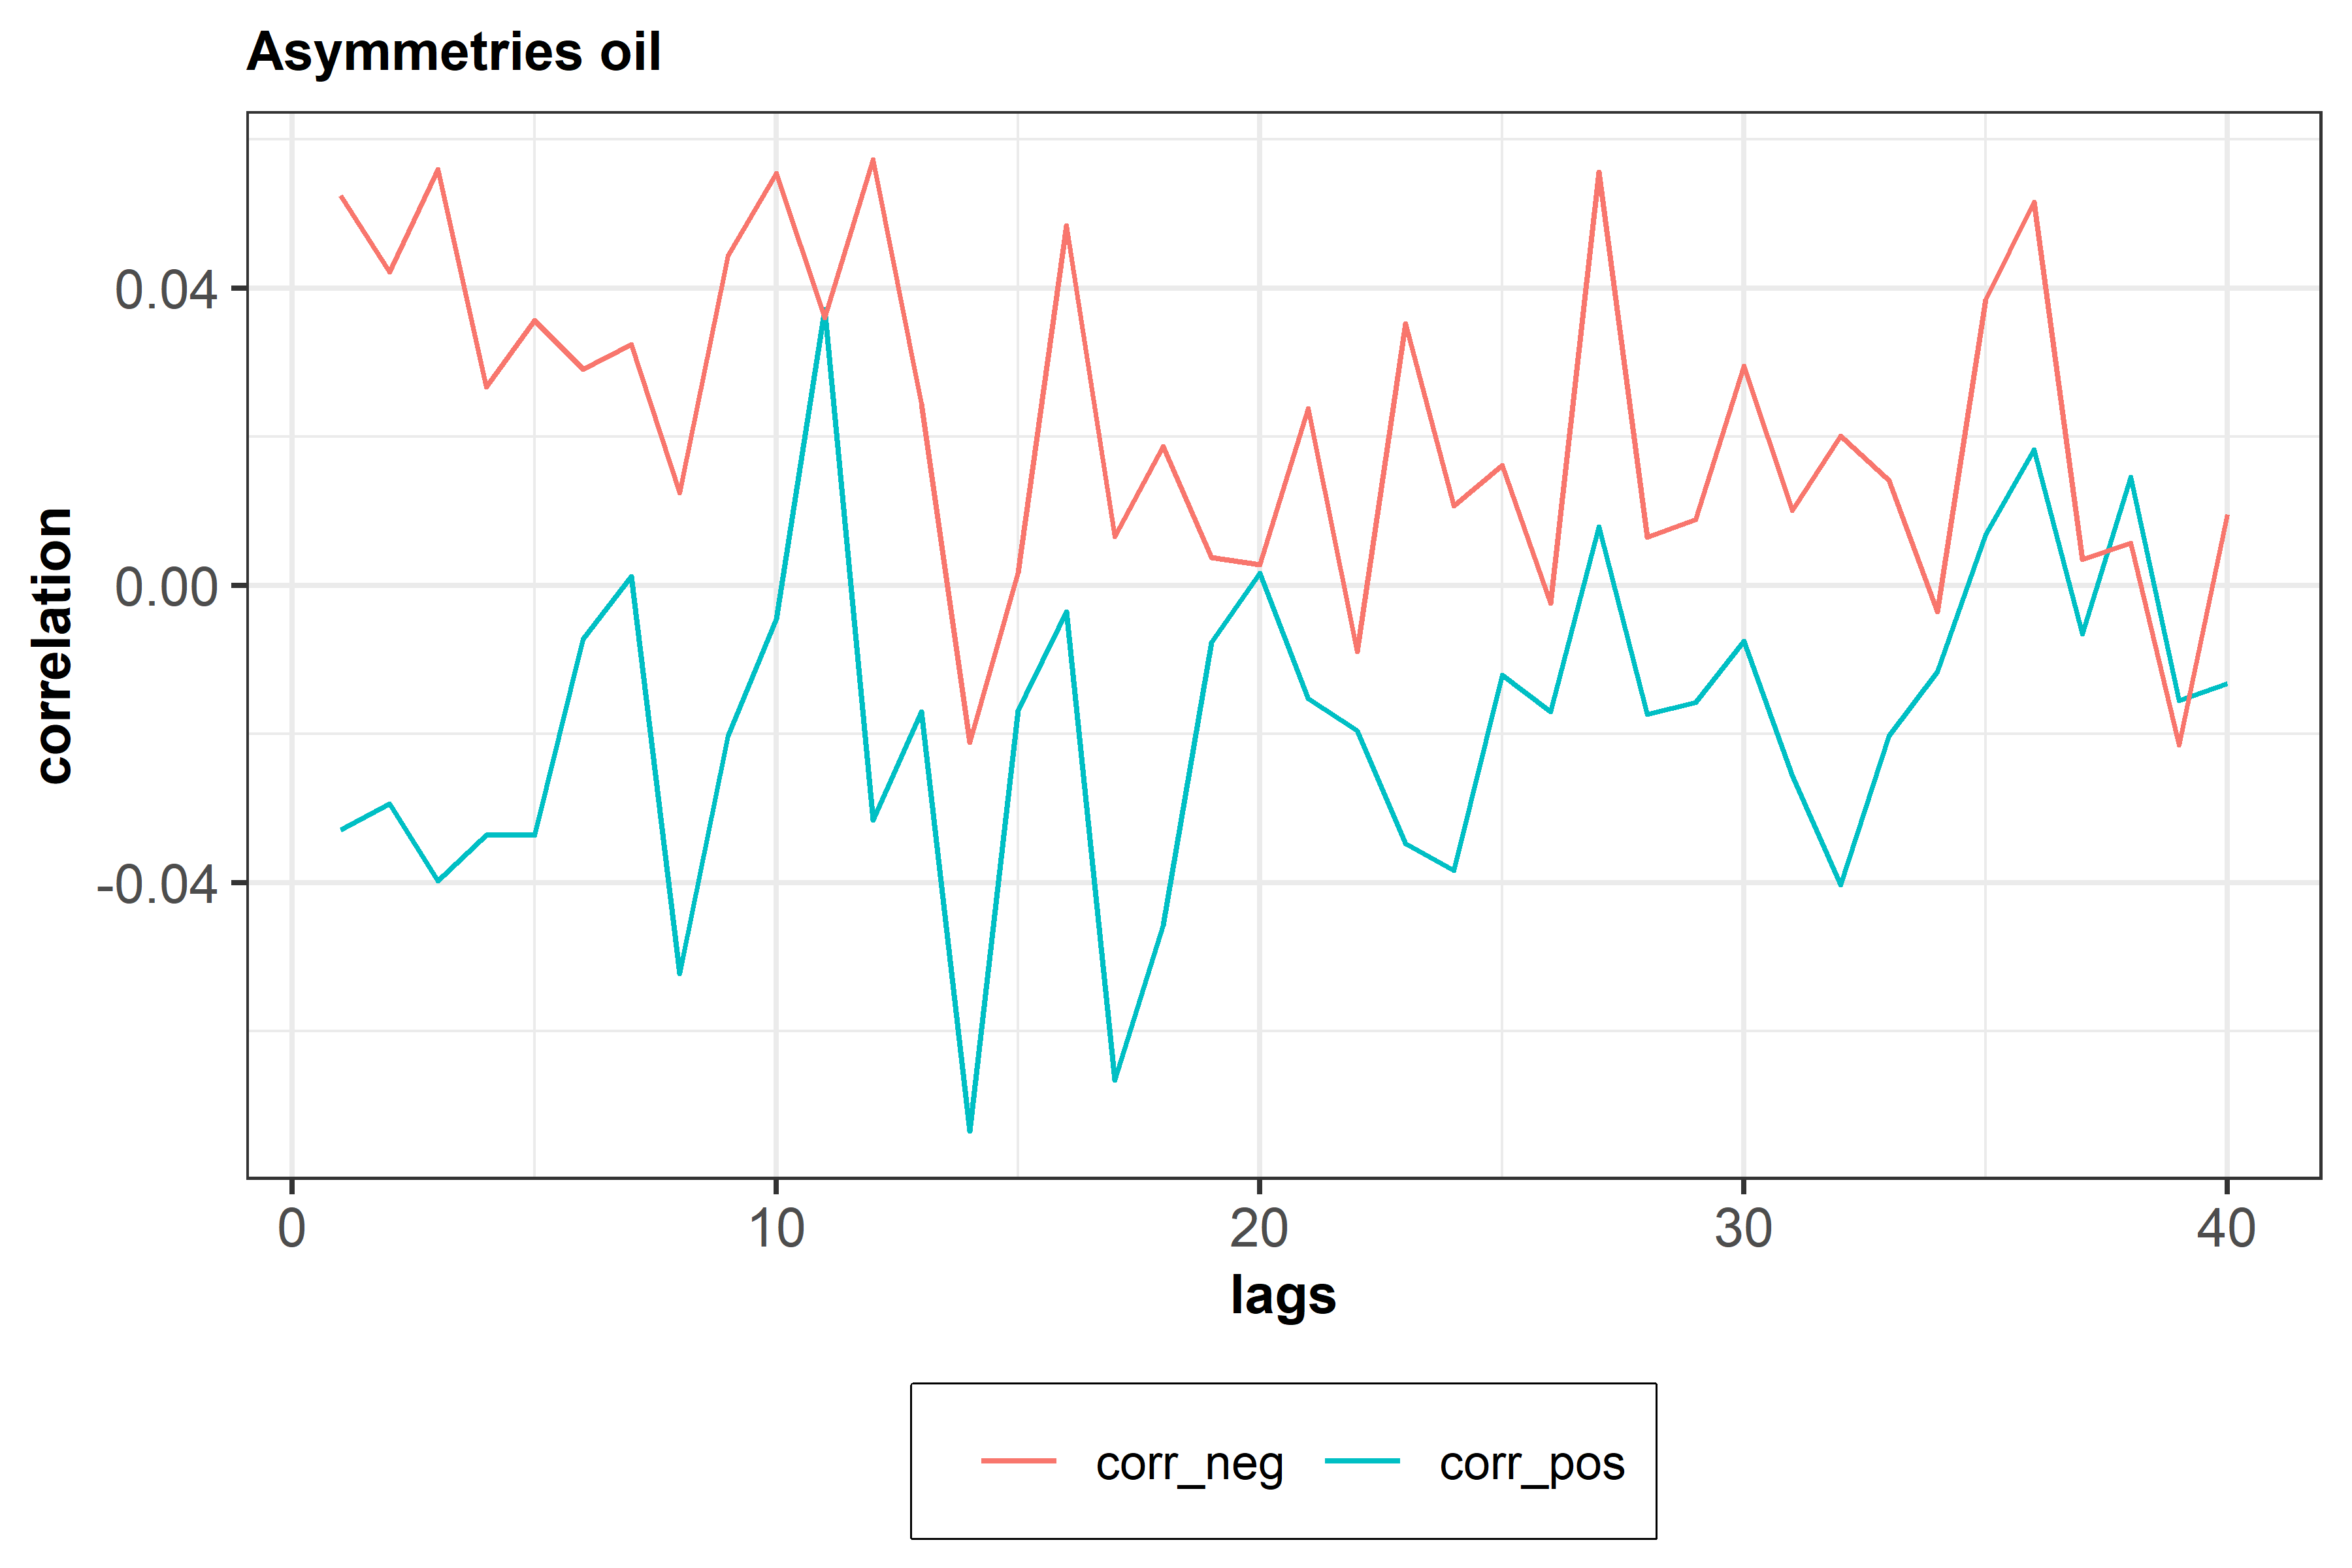 Asymmetries oil
correlation
0.04
0.00
-0.04
0 10 20 30 40
lags
corr_neg corr_pos